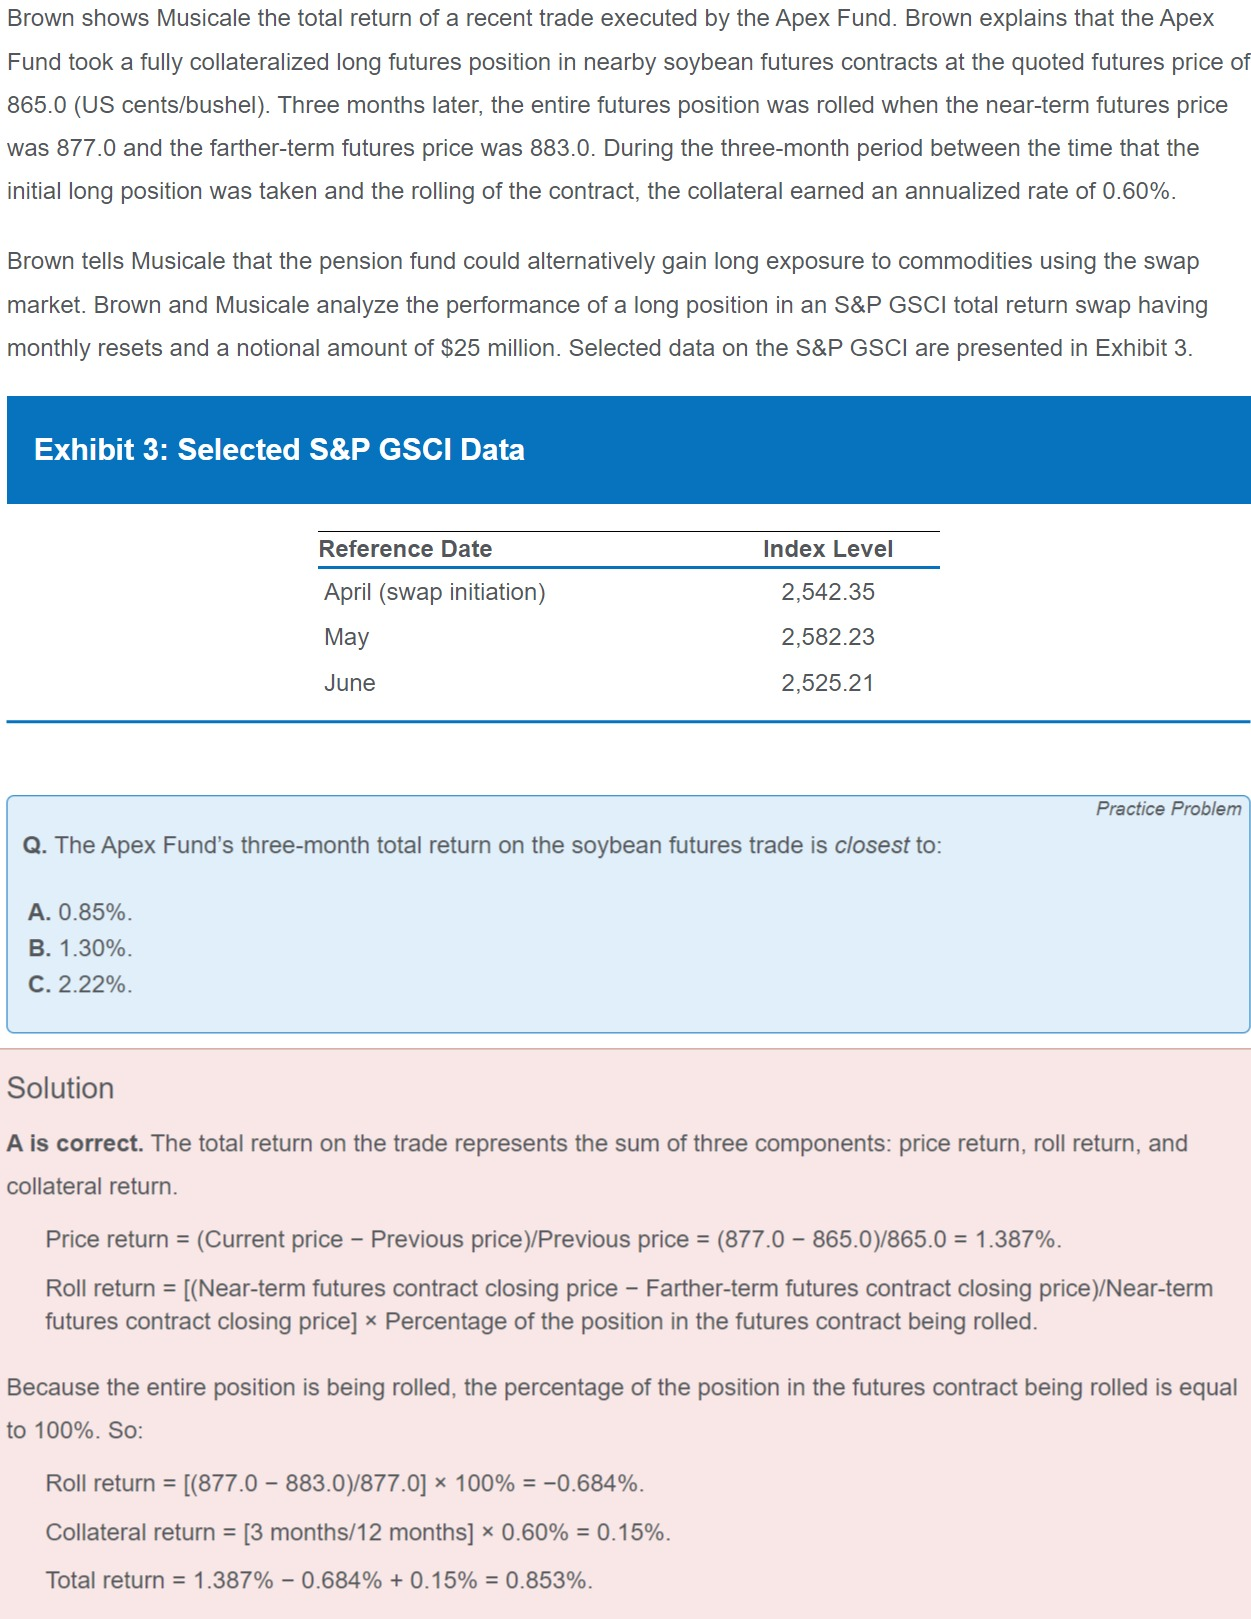 Brown shows Musicale the total return of a recent trade executed by the Apex Fund. Brown explains that the Apex
Fund took a fully collateralized long futures position in nearby soybean futures contracts at the quoted futures price of
865.0 (US cents/bushel). Three months later, the entire futures position was rolled when the near-term futures price
was 877.0 and the farther-term futures price was 883.0. During the three-month period between the time that the
initial long position was taken and the rolling of the contract, the collateral earned an annualized rate of 0.60%.
Brown tells Musicale that the pension fund could alternatively gain long exposure to commodities using the swap
market. Brown and Musicale analyze the performance of a long position in an S&P GSCI total return swap having
monthly resets and a notional amount of $25 million. Selected data on the S&P GSCI are presented in Exhibit 3.
Exhibit 3: Selected S&P GSCI Data
Reference Date Index Level
April (swap initiation) 2,542.35
May 2,582.23
June 2,525.21
Practice Problem
Q. The Apex Fund's three-month total return on the soybean futures trade is closest to:
A. 0.85%.
B. 1.30%.
C. 2.22%.
Solution
A is correct. The total return on the trade represents the sum of three components: price return, roll return, and
collateral return.
Price return = (Current price − Previous price)/Previous price = (877.0 − 865.0)/865.0 = 1.387%.
Roll return = [(Near-term futures contract closing price − Farther-term futures contract closing price)/Near-term
futures contract closing price] × Percentage of the position in the futures contract being rolled.
Because the entire position is being rolled, the percentage of the position in the futures contract being rolled is equal
to 100%. So:
Roll return = [(877.0 − 883.0)/877.0] × 100% = −0.684%.
Collateral return = [3 months/12 months] × 0.60% = 0.15%.
Total return = 1.387% − 0.684% + 0.15% = 0.853%.